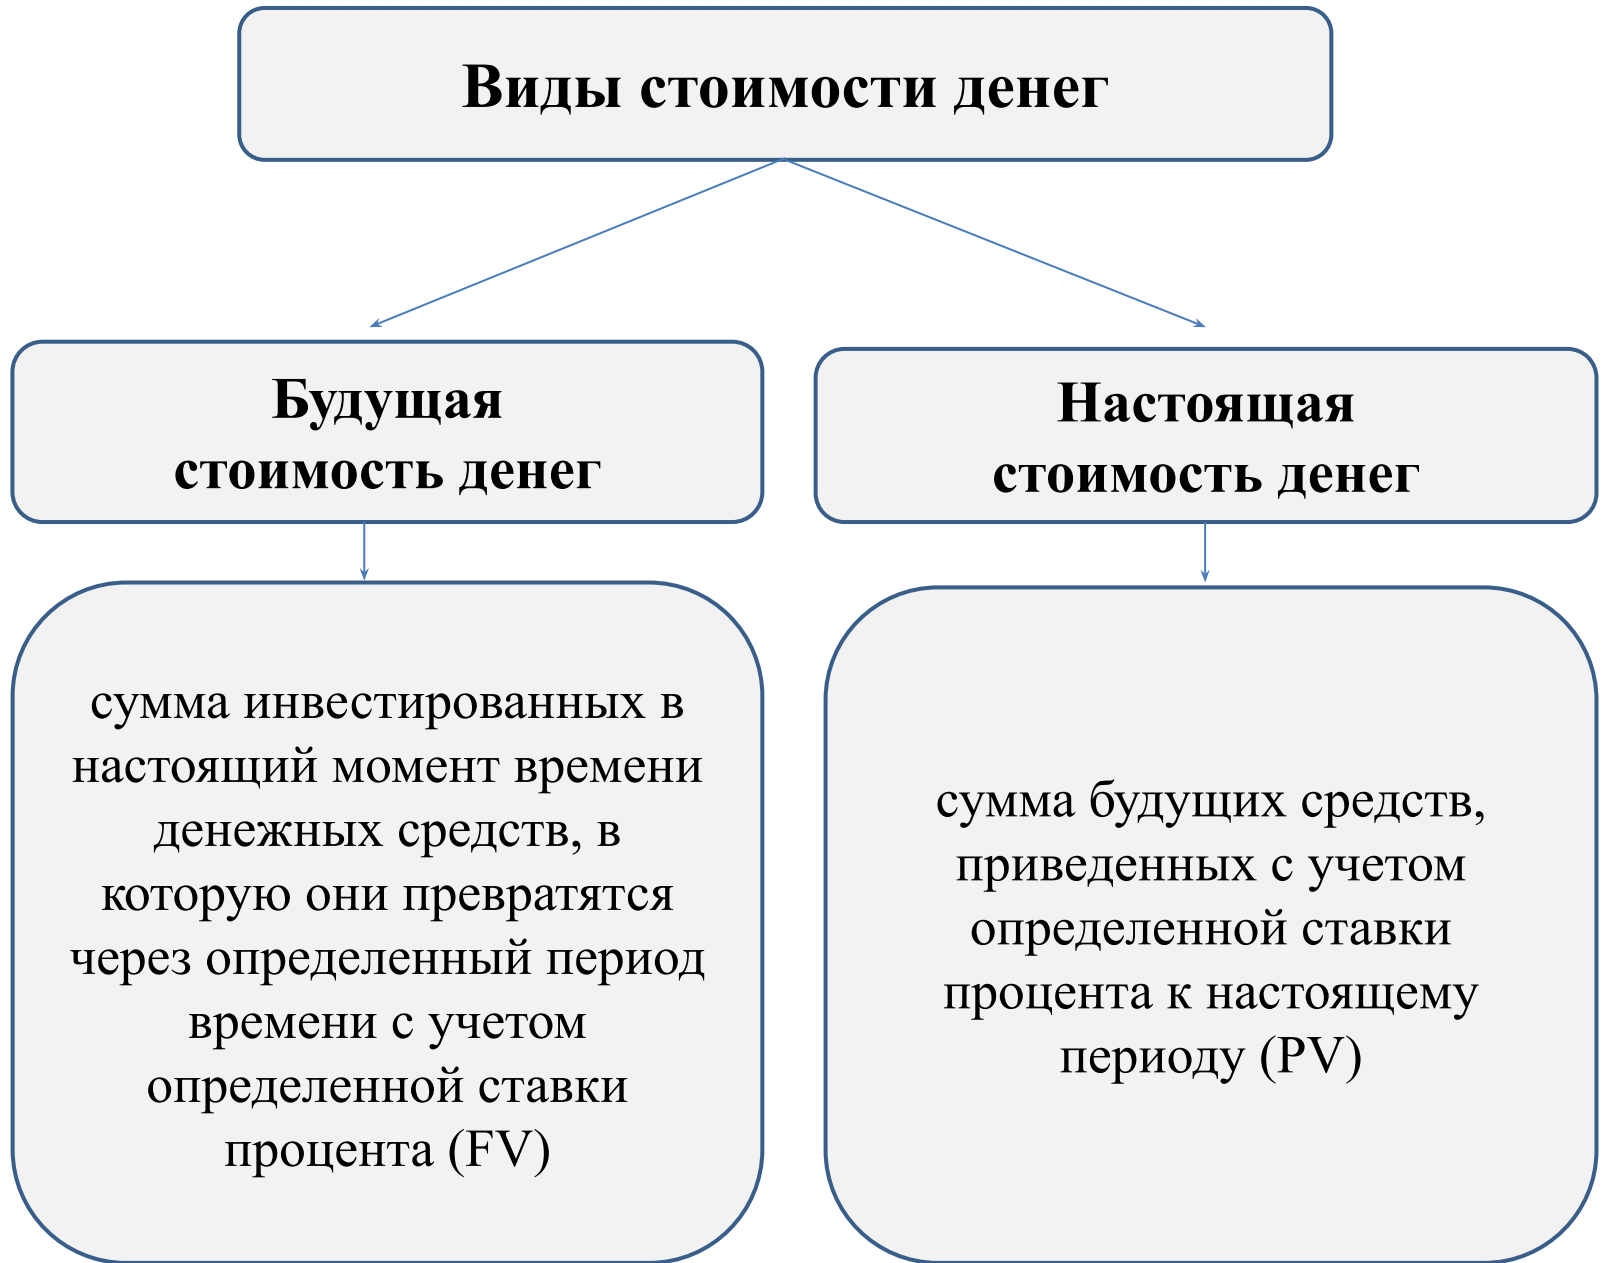 Виды стоимости денег
Будущая
стоимость денег
сумма инвестированных в
настоящий момент времени
денежных средств, в
которую они превратятся
через определенный период
времени с учетом
определенной ставки
процента (FV)
Настоящая
стоимость денег
сумма будущих средств,
приведенных с учетом
определенной ставки
процента к настоящему
периоду (PV)